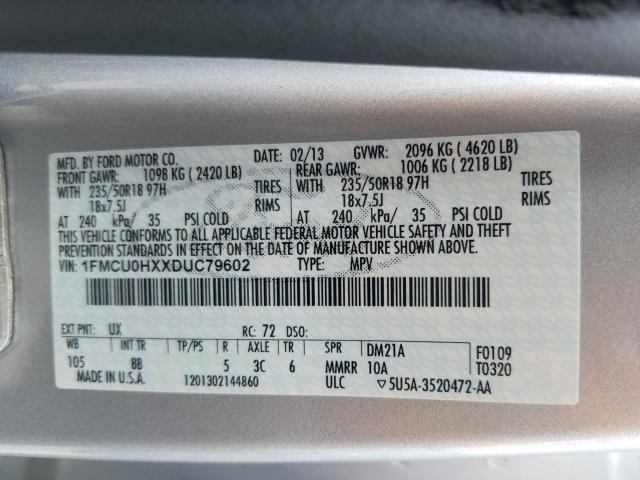 MFD. BY FORD MOTOR CO. DATE: 02/13 GVWR: 2096 KG ( 4620 LB)
FRONT GAWR: 1098 KG ( 2420 LB) REAR GAWR: 1006 KG ( 2218 LB)
WITH 235/50R18 97H TIRES WITH 235/50R18 97H TIRES
18x7.5J RIMS 18x7.5J RIMS
AT 240 kPa/ 35 PSI COLD AT 240 kPa/ 35 PSI COLD
THIS VEHICLE CONFORMS TO ALL APPLICABLE FEDERAL MOTOR VEHICLE SAFETY AND THEFT
PREVENTION STANDARDS IN EFFECT ON THE DATE OF MANUFACTURE SHOWN ABOVE.
VIN: 1FMCU0HXXDUC79602 TYPE: MPV
EXT PNT: UX RC: 72 DSO:
WB INT TR TP/PS R AXLE TR SPR DM21A F0109
105 8B 5 3C 6 MMRR 10A T0320
MADE IN U.S.A. 1201302144860 ULC 5U5A-3520472-AA